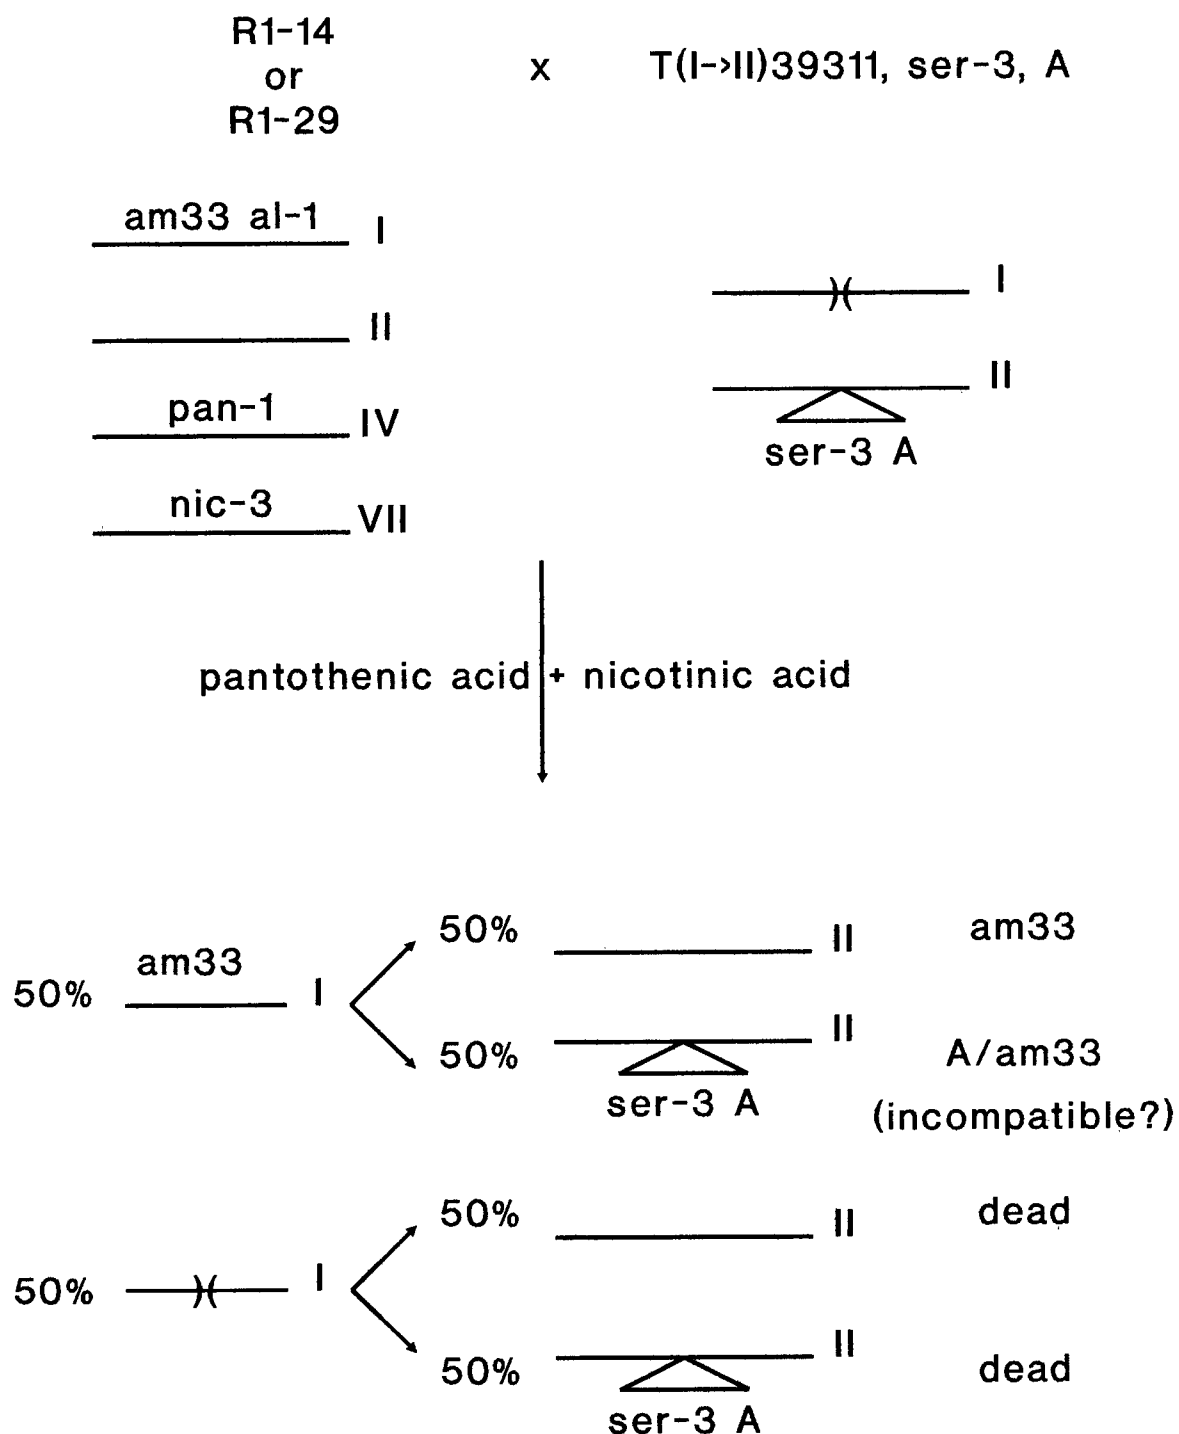 R1-14
or
R1-29
x
T(I->II)39311, ser-3, A
am33 al-1 I
II
pan-1 IV
nic-3 VII
I
II
ser-3 A
pantothenic acid + nicotinic acid
50% am33 I
50% II am33
50% II A/am33
ser-3 A (incompatible?)
50% I
50% II dead
50% II dead
ser-3 A